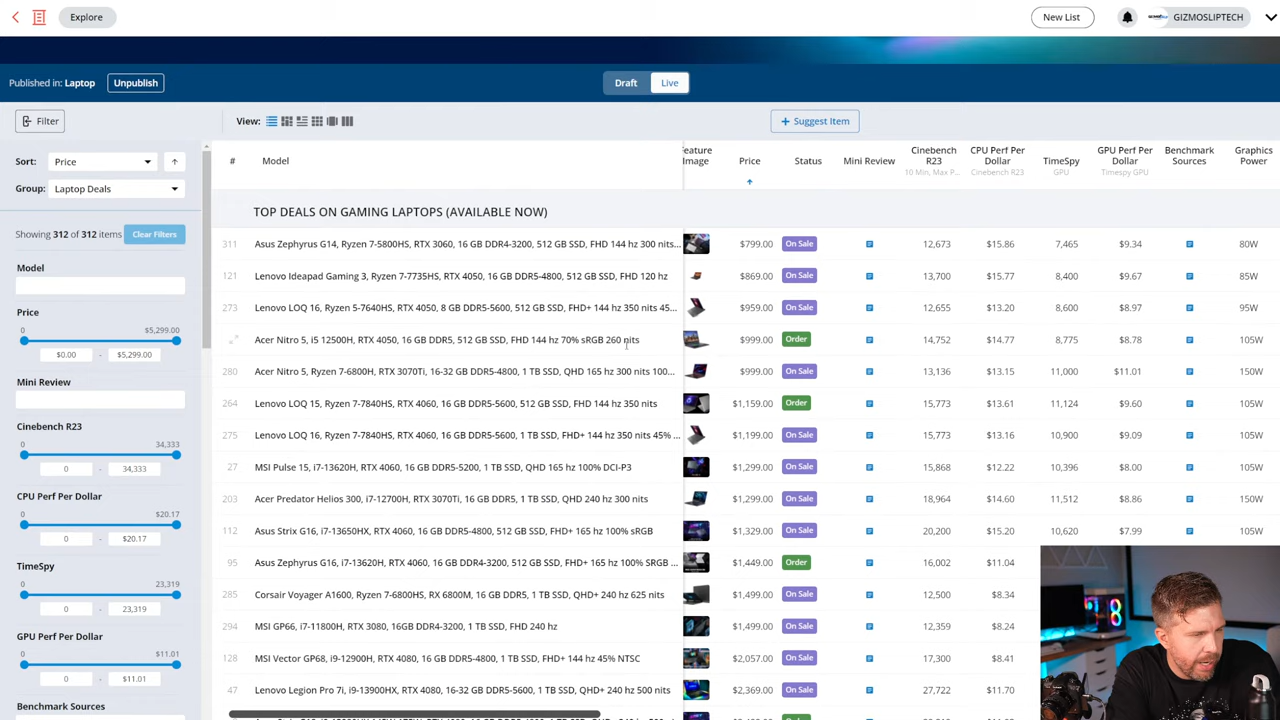 Explore
New List
GIZMOSLIPTECH
Published in: Laptop
Unpublish
Draft
Live
Filter
View:
+ Suggest Item
Sort: Price
Group: Laptop Deals
Showing 312 of 312 items
Clear Filters
Model
Price
0 $5,299.00
$0.00 - $5,299.00
Mini Review
Cinebench R23
0 34,333
0 - 34,333
CPU Perf Per Dollar
0 $20.17
0 - $20.17
TimeSpy
0 23,319
0 - 23,319
GPU Perf Per Dollar
0 $11.01
0 - $11.01
Benchmark Sources
# Model Feature Image Price Status Mini Review Cinebench R23 10 Min, Max P... CPU Perf Per Dollar Cinebench R23 TimeSpy GPU GPU Perf Per Dollar Timespy GPU Benchmark Sources Graphics Power
TOP DEALS ON GAMING LAPTOPS (AVAILABLE NOW)
311 Asus Zephyrus G14, Ryzen 7-5800HS, RTX 3060, 16 GB DDR4-3200, 512 GB SSD, FHD 144 hz 300 nits... $799.00 On Sale 12,673 $15.86 7,465 $9.34 80W
121 Lenovo Ideapad Gaming 3, Ryzen 7-7735HS, RTX 4050, 16 GB DDR5-4800, 512 GB SSD, FHD 120 hz $869.00 On Sale 13,700 $15.77 8,400 $9.67 85W
273 Lenovo LOQ 16, Ryzen 5-7640HS, RTX 4050, 8 GB DDR5-5600, 512 GB SSD, FHD+ 144 hz 350 nits 45... $959.00 On Sale 12,655 $13.20 8,600 $8.97 95W
Acer Nitro 5, i5 12500H, RTX 4050, 16 GB DDR5, 512 GB SSD, FHD 144 hz 70% sRGB 260 nits $999.00 Order 14,752 $14.77 8,775 $8.78 105W
280 Acer Nitro 5, Ryzen 7-6800H, RTX 3070Ti, 16-32 GB DDR5-4800, 1 TB SSD, QHD 165 hz 300 nits 100... $999.00 On Sale 13,136 $13.15 11,000 $11.01 150W
264 Lenovo LOQ 15, Ryzen 7-7840HS, RTX 4060, 16 GB DDR5-5600, 512 GB SSD, FHD 144 hz 350 nits $1,159.00 Order 15,773 $13.61 11,124 $9.60 105W
275 Lenovo LOQ 16, Ryzen 7-7840HS, RTX 4060, 16 GB DDR5-5600, 1 TB SSD, FHD+ 144 hz 350 nits 45% ... $1,199.00 On Sale 15,773 $13.16 10,900 $9.09 105W
27 MSI Pulse 15, i7-13620H, RTX 4060, 16 GB DDR5-5200, 1 TB SSD, QHD 165 hz 100% DCI-P3 $1,299.00 On Sale 15,868 $12.22 10,396 $8.00 105W
203 Acer Predator Helios 300, i7-12700H, RTX 3070Ti, 16 GB DDR5-4800, 1 TB SSD, QHD 240 hz 300 nits $1,299.00 On Sale 18,964 $14.60 11,512 $8.86 150W
112 Asus Strix G16, i7-13650HX, RTX 4060, 16 GB DDR5-4800, 512 GB SSD, FHD+ 165 hz 100% sRGB $1,329.00 On Sale 20,200 $15.20 10,620 $7.99 105W
95 Asus Zephyrus G16, i7-13620H, RTX 4060, 16 GB DDR4-3200, 512 GB SSD, FHD+ 165 hz 100% SRGB ... $1,449.00 Order 16,002 $11.04
285 Corsair Voyager A1600, Ryzen 7-6800HS, RX 6800M, 16 GB DDR5, 1 TB SSD, QHD+ 240 hz 625 nits $1,499.00 On Sale 12,500 $8.34
294 MSI GP66, i7-11800H, RTX 3080, 16GB DDR4-3200, 1 TB SSD, FHD 240 hz $1,499.00 On Sale 12,359 $8.24
128 MSI Vector GP68, i9-12900H, RTX 4080, 16 GB DDR5-4800, 1 TB SSD, FHD+ 144 hz 45% NTSC $2,057.00 On Sale 17,300 $8.41
47 Lenovo Legion Pro 7i, i9-13900HX, RTX 4080, 16-32 GB DDR5-5600, 1 TB SSD, QHD+ 240 hz 500 nits $2,369.00 On Sale 27,722 $11.70